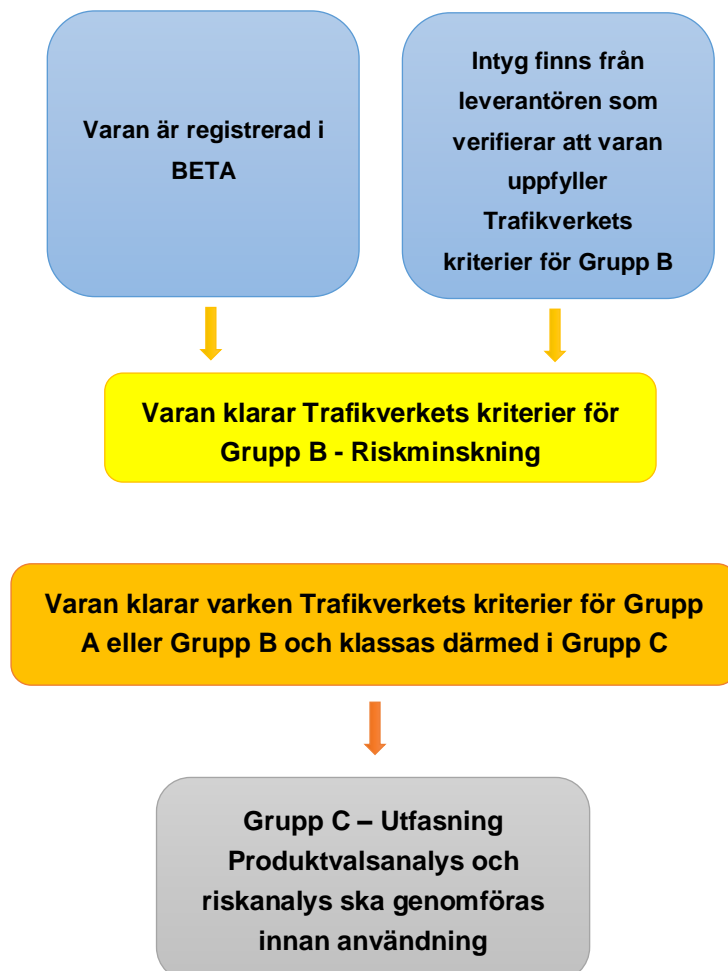 Varan är registrerad i
BETA
Intyg finns från
leverantören som
verifierar att varan
uppfyller
Trafikverkets
kriterier för Grupp B
Varan klarar Trafikverkets kriterier för
Grupp B - Riskminskning
Varan klarar varken Trafikverkets kriterier för Grupp
A eller Grupp B och klassas därmed i Grupp C
Grupp C – Utfasning
Produktvalsanalys och
riskanalys ska genomföras
innan användning